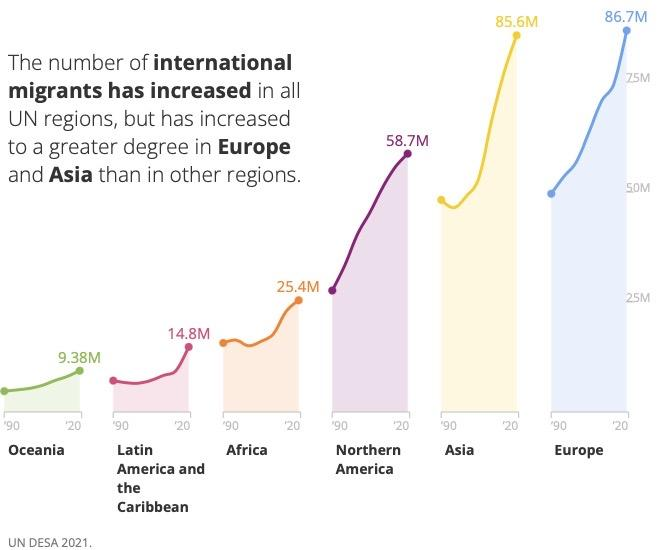 The number of international
migrants has increased in all
UN regions, but has increased
to a greater degree in Europe
and Asia than in other regions.
9.38M
14.8M
25.4M
58.7M
85.6M
86.7M
75M
50M
25M
'90 '20
'90 '20
'90 '20
'90 '20
'90 '20
'90 '20
Oceania
Latin
America and
the
Caribbean
Africa
Northern
America
Asia
Europe
UN DESA 2021.